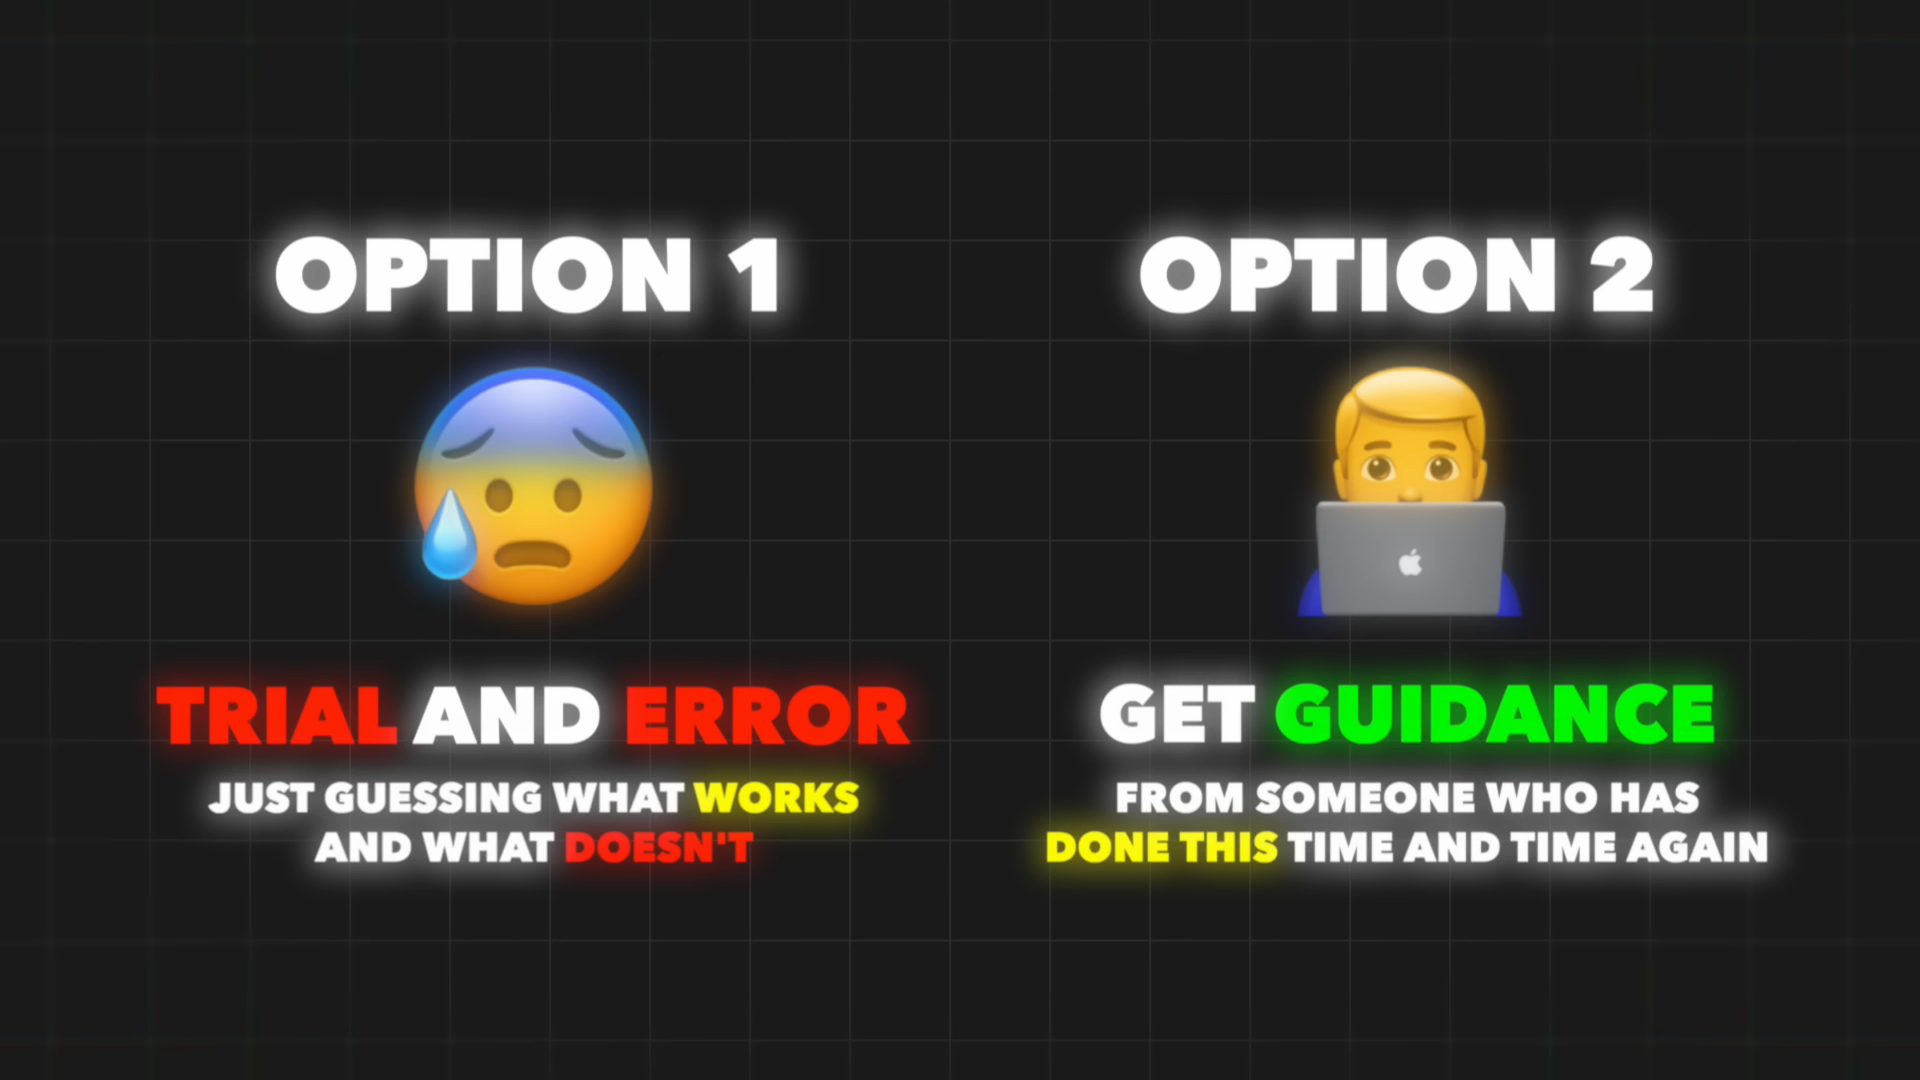 OPTION 1
TRIAL AND ERROR
JUST GUESSING WHAT WORKS
AND WHAT DOESN'T
OPTION 2
GET GUIDANCE
FROM SOMEONE WHO HAS
DONE THIS TIME AND TIME AGAIN